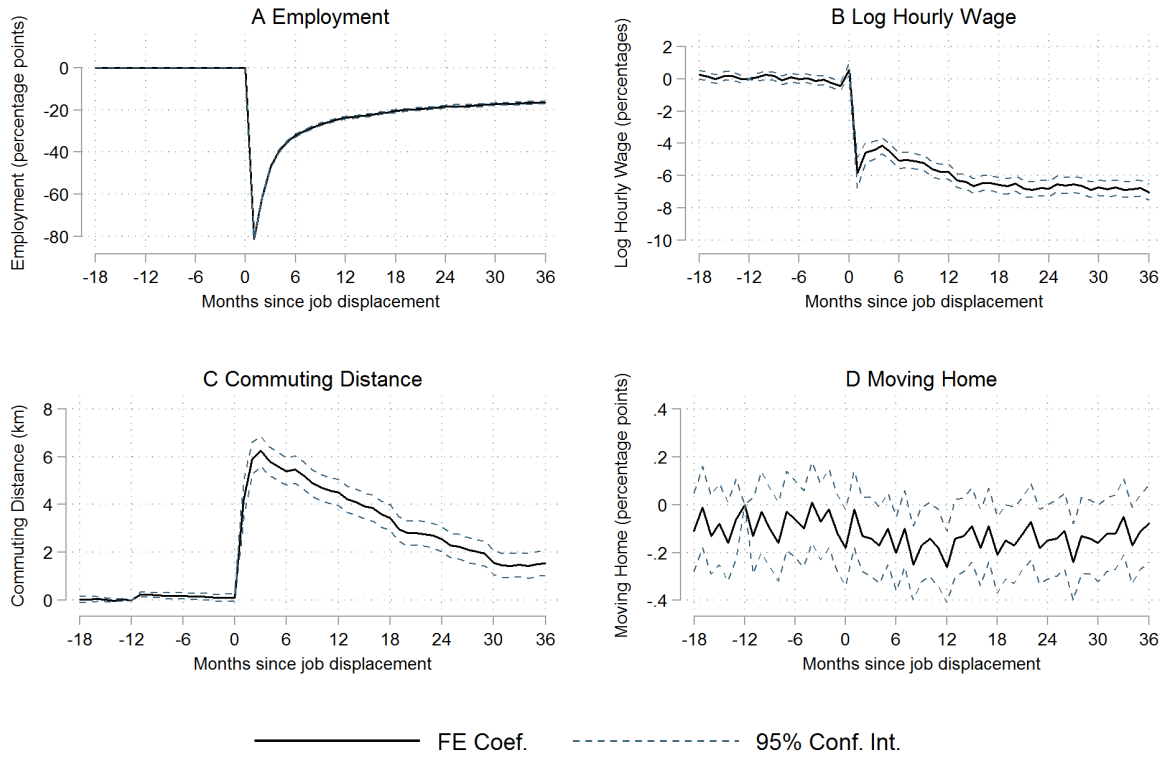 A Employment
Employment (percentage points)
0
-20
-40
-60
-80
-18 -12 -6 0 6 12 18 24 30 36
Months since job displacement
B Log Hourly Wage
Log Hourly Wage (percentages)
2
0
-2
-4
-6
-8
-10
-18 -12 -6 0 6 12 18 24 30 36
Months since job displacement
C Commuting Distance
Commuting Distance (km)
8
6
4
2
0
-18 -12 -6 0 6 12 18 24 30 36
Months since job displacement
D Moving Home
Moving Home (percentage points)
.4
.2
0
-.2
-.4
-18 -12 -6 0 6 12 18 24 30 36
Months since job displacement
FE Coef. 95% Conf. Int.